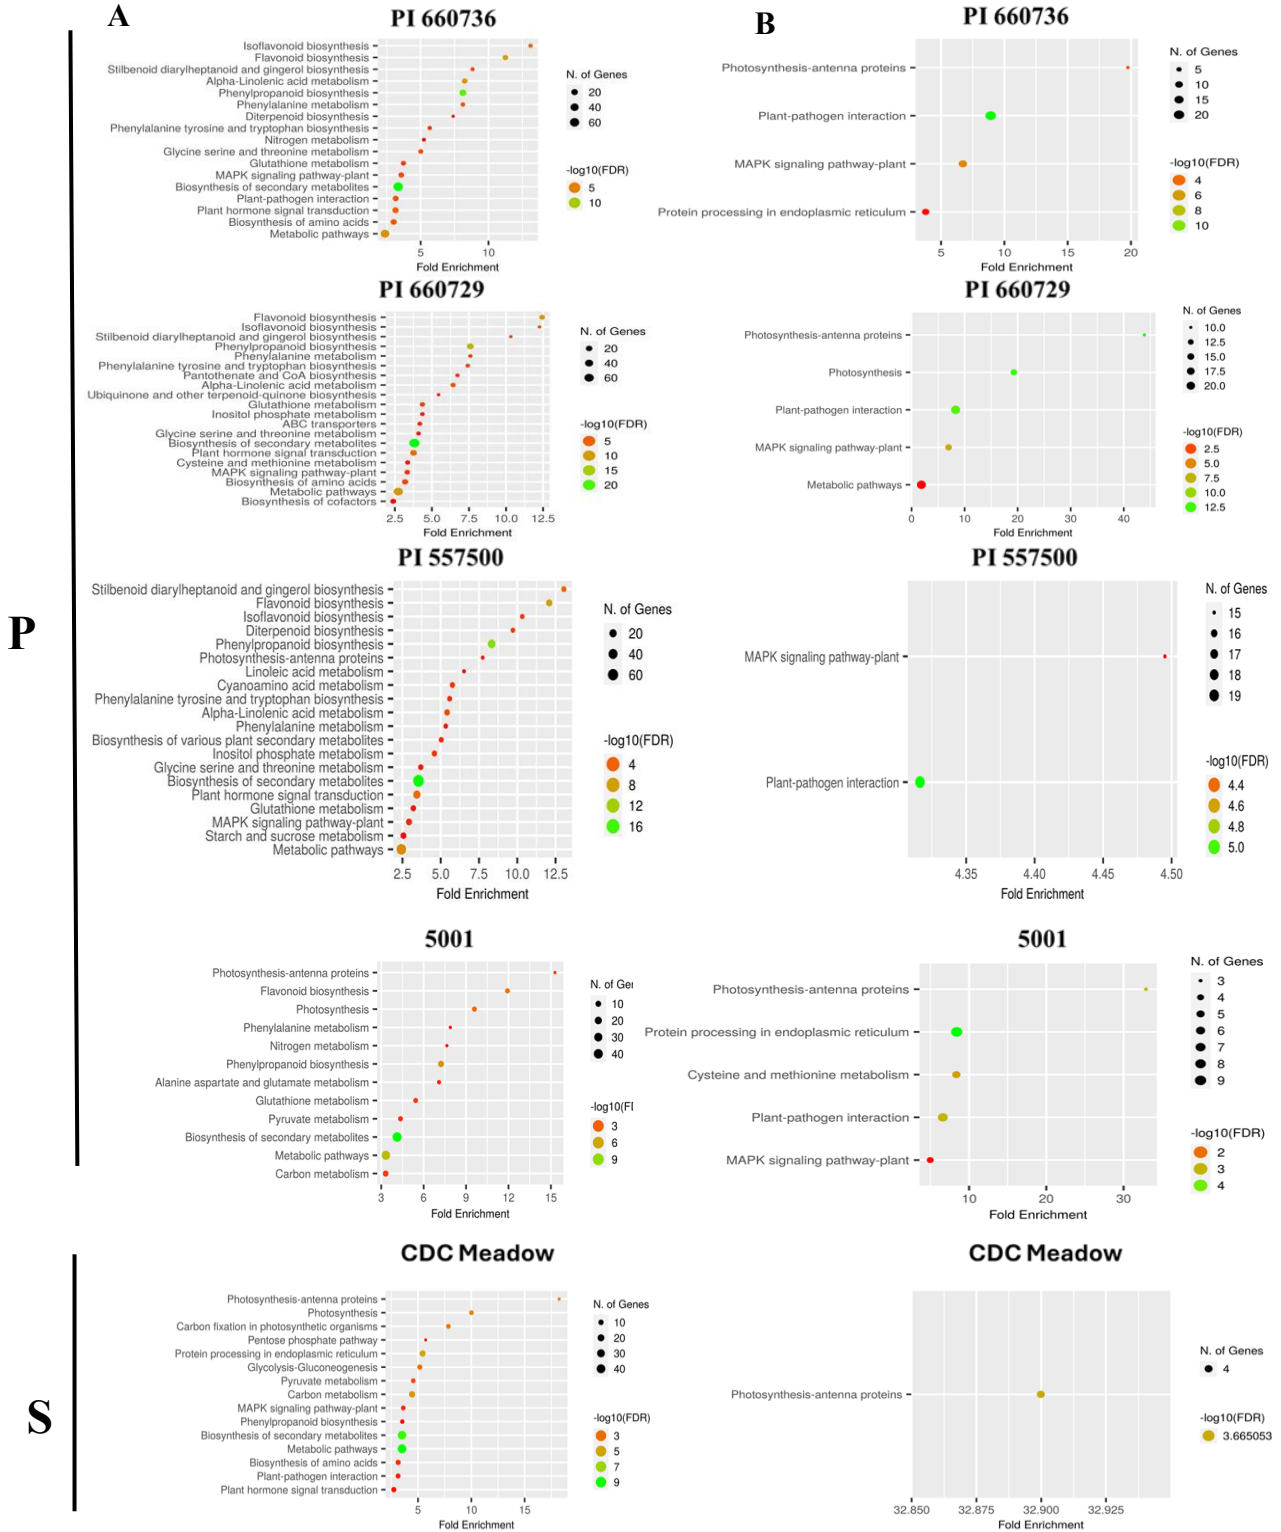 A
PI 660736
Isoflavonoid biosynthesis
Flavonoid biosynthesis
Stilbenoid diarylheptanoid and gingerol biosynthesis
Alpha-Linolenic acid metabolism
Phenylpropanoid biosynthesis
Phenylalanine metabolism
Diterpenoid biosynthesis
Phenylalanine tyrosine and tryptophan biosynthesis
Nitrogen metabolism
Glycine serine and threonine metabolism
Glutathione metabolism
MAPK signaling pathway-plant
Biosynthesis of secondary metabolites
Plant-pathogen interaction
Plant hormone signal transduction
Biosynthesis of amino acids
Metabolic pathways
5 10
Fold Enrichment
N. of Genes
20
40
60
-log10(FDR)
5
10
B
PI 660736
Photosynthesis-antenna proteins
Plant-pathogen interaction
MAPK signaling pathway-plant
Protein processing in endoplasmic reticulum
5 10 15 20
Fold Enrichment
N. of Genes
5
10
15
20
-log10(FDR)
4
6
8
10
PI 660729
Flavonoid biosynthesis
Isoflavonoid biosynthesis
Stilbenoid diarylheptanoid and gingerol biosynthesis
Phenylpropanoid biosynthesis
Phenylalanine metabolism
Phenylalanine tyrosine and tryptophan biosynthesis
Pantothenate and CoA biosynthesis
Alpha-Linolenic acid metabolism
Ubiquinone and other terpenoid-quinone biosynthesis
Glutathione metabolism
Inositol phosphate metabolism
ABC transporters
Glycine serine and threonine metabolism
Biosynthesis of secondary metabolites
Plant hormone signal transduction
Cysteine and methionine metabolism
MAPK signaling pathway-plant
Biosynthesis of amino acids
Metabolic pathways
Biosynthesis of cofactors
2.5 5.0 7.5 10.0 12.5
Fold Enrichment
N. of Genes
20
40
60
-log10(FDR)
5
10
15
20
PI 660729
Photosynthesis-antenna proteins
Photosynthesis
Plant-pathogen interaction
MAPK signaling pathway-plant
Metabolic pathways
0 10 20 30 40
Fold Enrichment
N. of Genes
10.0
12.5
15.0
17.5
20.0
-log10(FDR)
2.5
5.0
7.5
10.0
12.5
P
PI 557500
Stilbenoid diarylheptanoid and gingerol biosynthesis
Flavonoid biosynthesis
Isoflavonoid biosynthesis
Diterpenoid biosynthesis
Phenylpropanoid biosynthesis
Photosynthesis-antenna proteins
Linoleic acid metabolism
Cyanoamino acid metabolism
Phenylalanine tyrosine and tryptophan biosynthesis
Alpha-Linolenic acid metabolism
Phenylalanine metabolism
Biosynthesis of various plant secondary metabolites
Inositol phosphate metabolism
Glycine serine and threonine metabolism
Biosynthesis of secondary metabolites
Plant hormone signal transduction
Glutathione metabolism
MAPK signaling pathway-plant
Starch and sucrose metabolism
Metabolic pathways
2.5 5.0 7.5 10.0 12.5
Fold Enrichment
N. of Genes
20
40
60
-log10(FDR)
4
8
12
16
PI 557500
MAPK signaling pathway-plant
Plant-pathogen interaction
4.35 4.40 4.45 4.50
Fold Enrichment
N. of Genes
15
16
17
18
19
-log10(FDR)
4.4
4.6
4.8
5.0
5001
Photosynthesis-antenna proteins
Flavonoid biosynthesis
Photosynthesis
Phenylalanine metabolism
Nitrogen metabolism
Phenylpropanoid biosynthesis
Alanine aspartate and glutamate metabolism
Glutathione metabolism
Pyruvate metabolism
Biosynthesis of secondary metabolites
Metabolic pathways
Carbon metabolism
3 6 9 12 15
Fold Enrichment
N. of Ge
10
20
30
40
-log10(F
3
6
9
5001
Photosynthesis-antenna proteins
Protein processing in endoplasmic reticulum
Cysteine and methionine metabolism
Plant-pathogen interaction
MAPK signaling pathway-plant
10 20 30
Fold Enrichment
N. of Genes
3
4
5
6
7
8
9
-log10(FDR)
2
3
4
S
CDC Meadow
Photosynthesis-antenna proteins
Photosynthesis
Carbon fixation in photosynthetic organisms
Pentose phosphate pathway
Protein processing in endoplasmic reticulum
Glycolysis-Gluconeogenesis
Pyruvate metabolism
Carbon metabolism
MAPK signaling pathway-plant
Phenylpropanoid biosynthesis
Biosynthesis of secondary metabolites
Metabolic pathways
Biosynthesis of amino acids
Plant-pathogen interaction
Plant hormone signal transduction
5 10 15
Fold Enrichment
N. of Genes
10
20
30
40
-log10(FDR)
3
5
7
9
CDC Meadow
Photosynthesis-antenna proteins
32.850 32.875 32.900 32.925
Fold Enrichment
N. of Genes
4
-log10(FDR)
3.665053